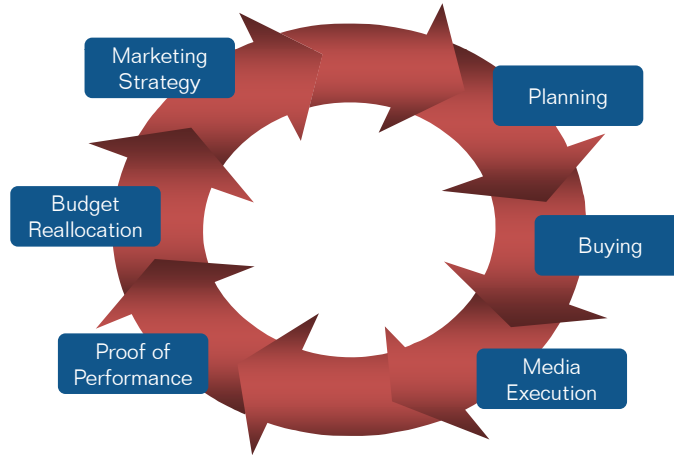 Marketing
Strategy
Planning
Buying
Media
Execution
Proof of
Performance
Budget
Reallocation